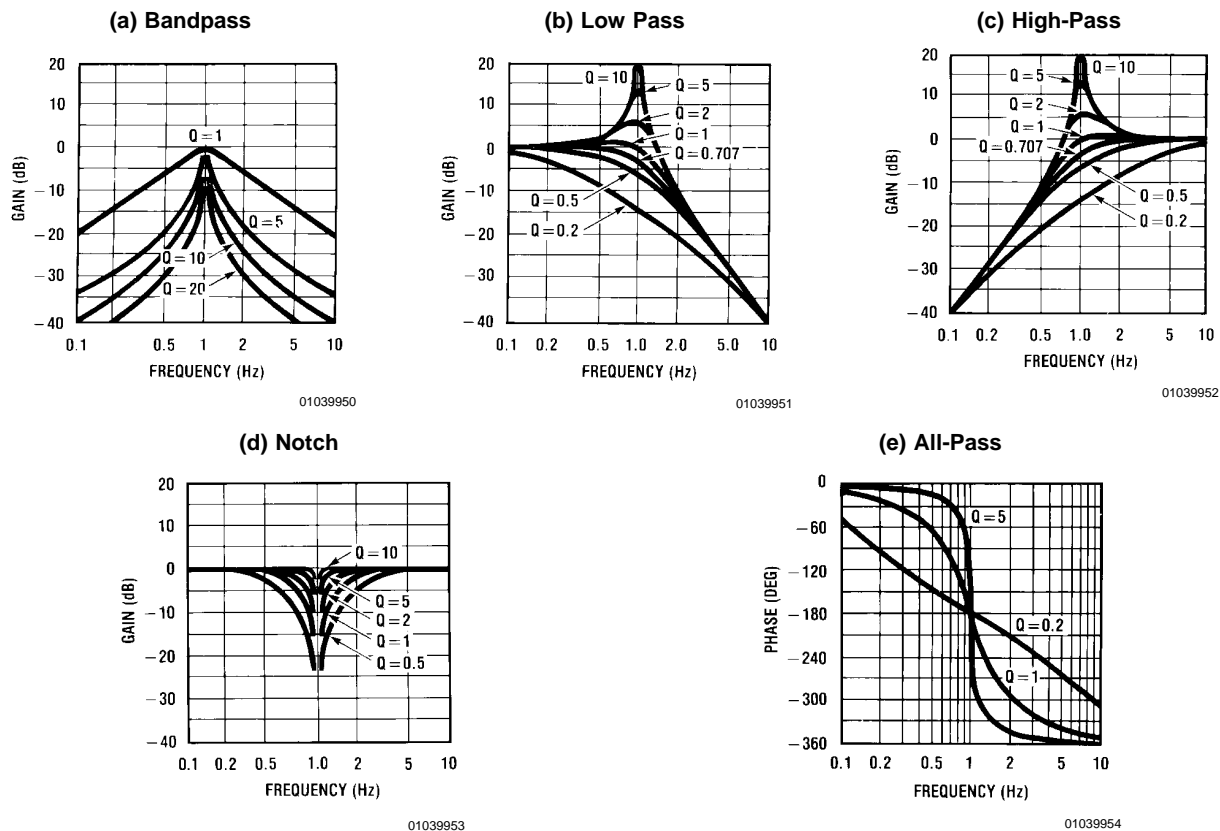 (a) Bandpass
20
10
0
−10
−20
−30
−40
GAIN (dB)
Q = 1
Q = 5
Q = 10
Q = 20
0.1 0.2 0.5 1 2 5 10
FREQUENCY (Hz)
01039950
(b) Low Pass
20
10
0
−10
−20
−30
−40
GAIN (dB)
Q = 10
Q = 5
Q = 2
Q = 1
Q = 0.707
Q = 0.5
Q = 0.2
0.1 0.2 0.5 1.0 2 5.0 10
FREQUENCY (Hz)
01039951
(c) High-Pass
20
10
0
−10
−20
−30
−40
GAIN (dB)
Q = 10
Q = 5
Q = 2
Q = 1
Q = 0.707
Q = 0.5
Q = 0.2
0.1 0.2 0.5 1.0 2 5 10
FREQUENCY (Hz)
01039952
(d) Notch
20
10
0
−10
−20
−30
−40
GAIN (dB)
Q = 10
Q = 5
Q = 2
Q = 1
Q = 0.5
0.1 0.2 0.5 1.0 2 5 10
FREQUENCY (Hz)
01039953
(e) All-Pass
0
−60
−120
−180
−240
−300
−360
PHASE (DEG)
Q = 5
Q = 0.2
Q = 1
0.1 0.2 0.5 1 2 5 10
FREQUENCY (Hz)
01039954